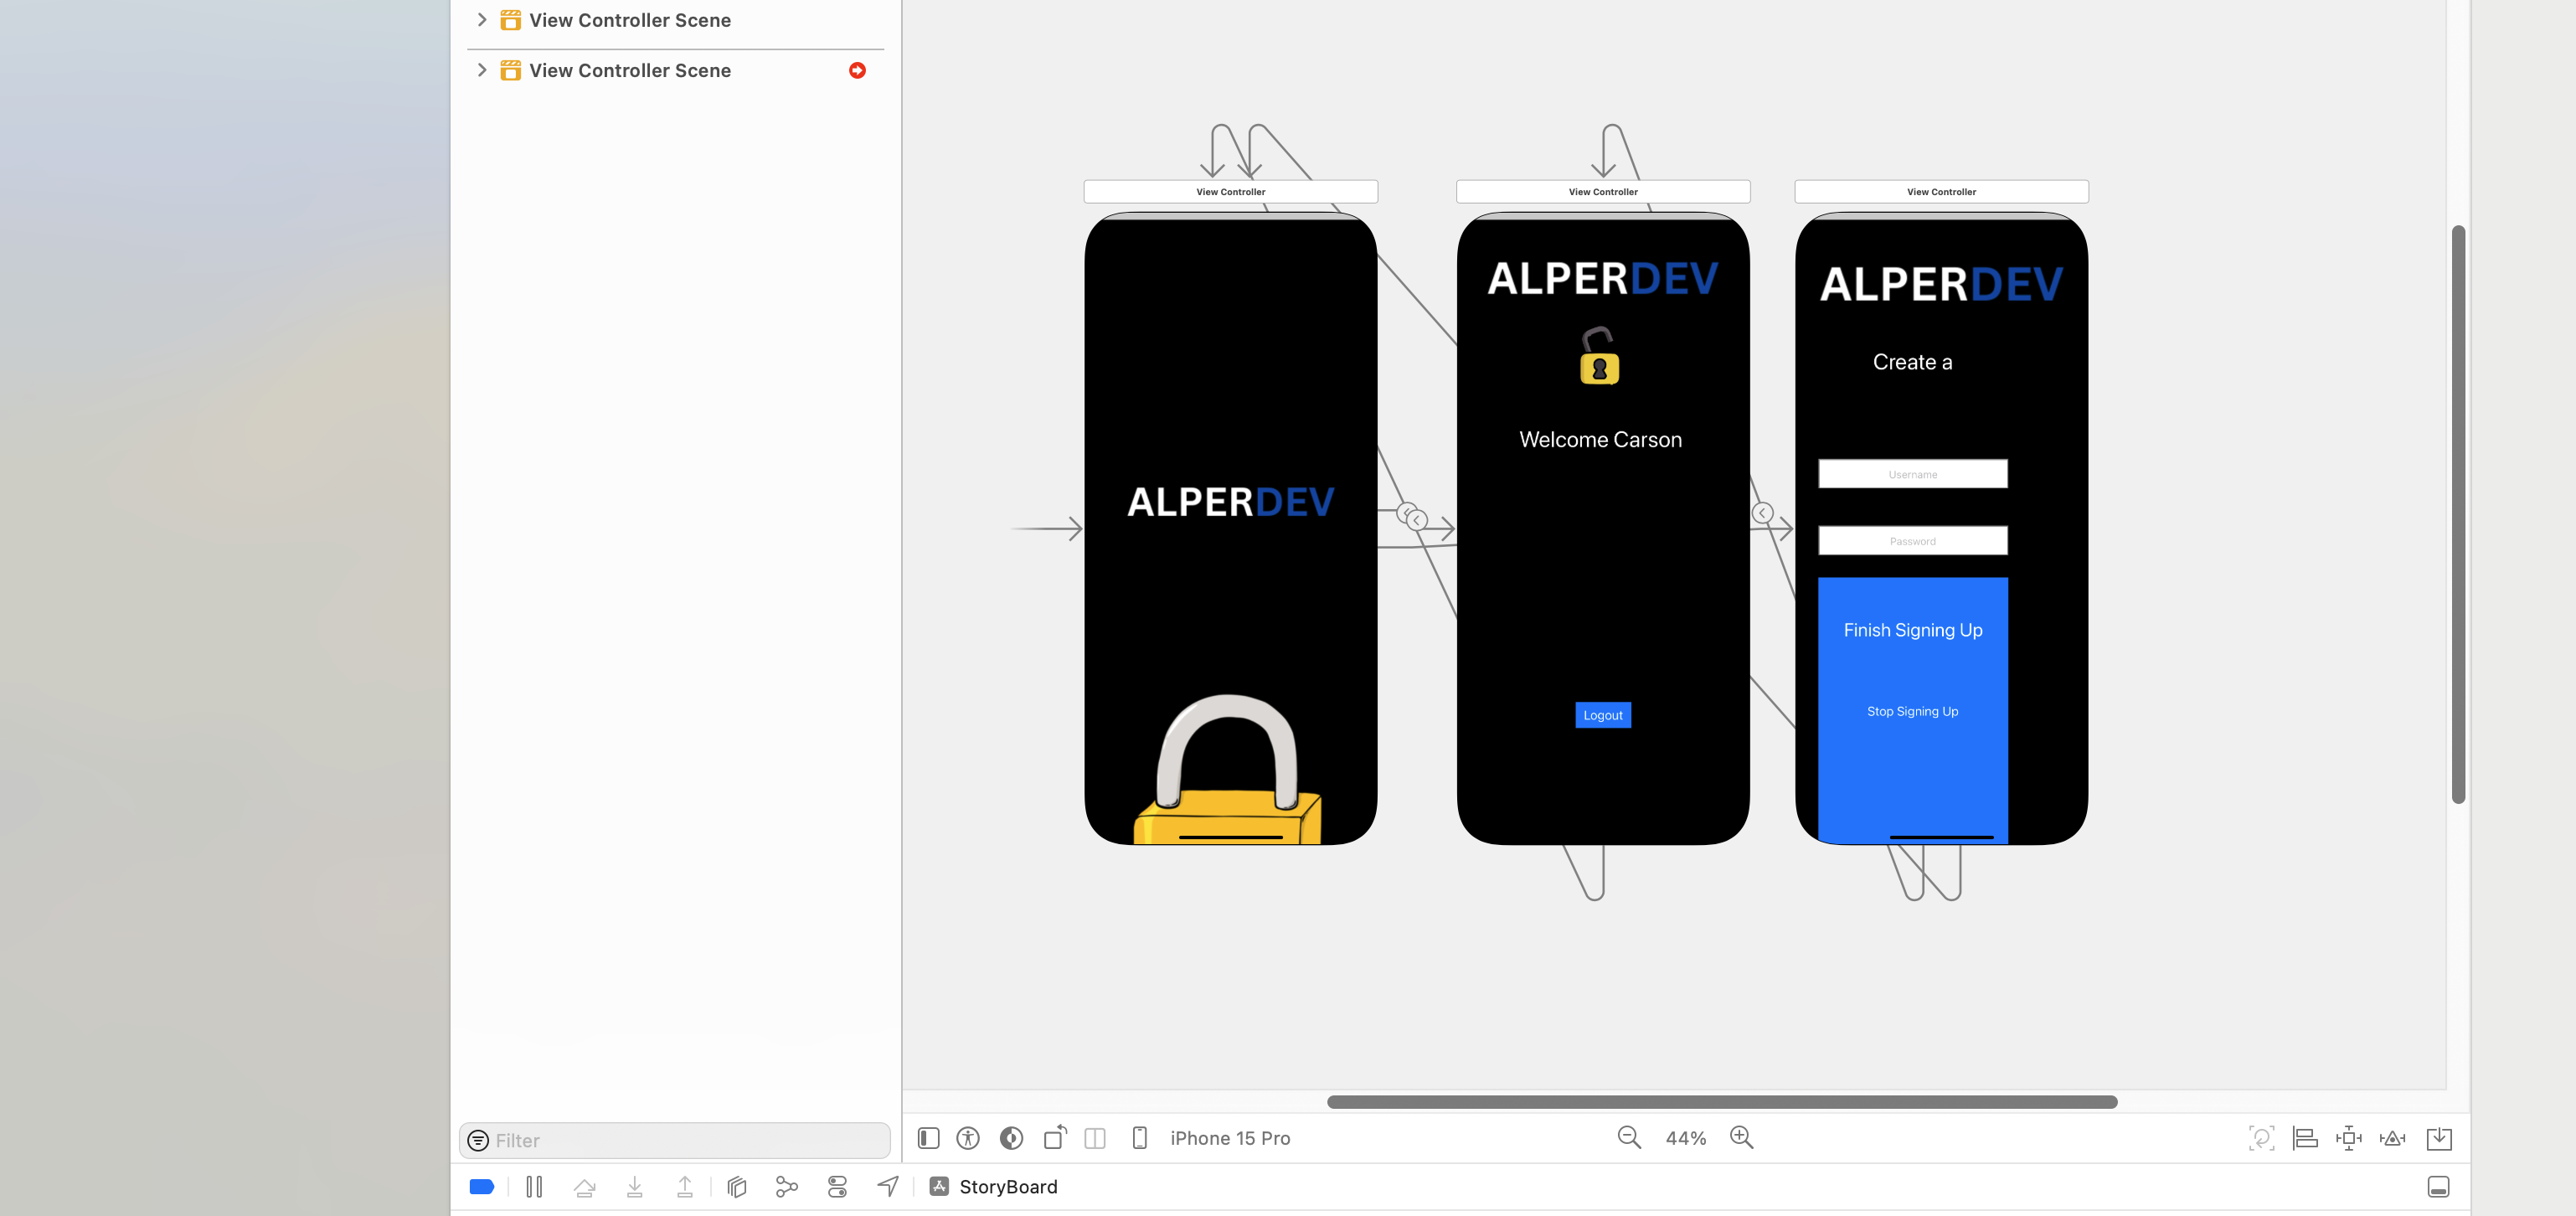 View Controller Scene
View Controller Scene
View Controller
View Controller
View Controller
ALPERDEV
ALPERDEV
Welcome Carson
Logout
ALPERDEV
Create a
Username
Password
Finish Signing Up
Stop Signing Up
Filter
iPhone 15 Pro
44%
StoryBoard